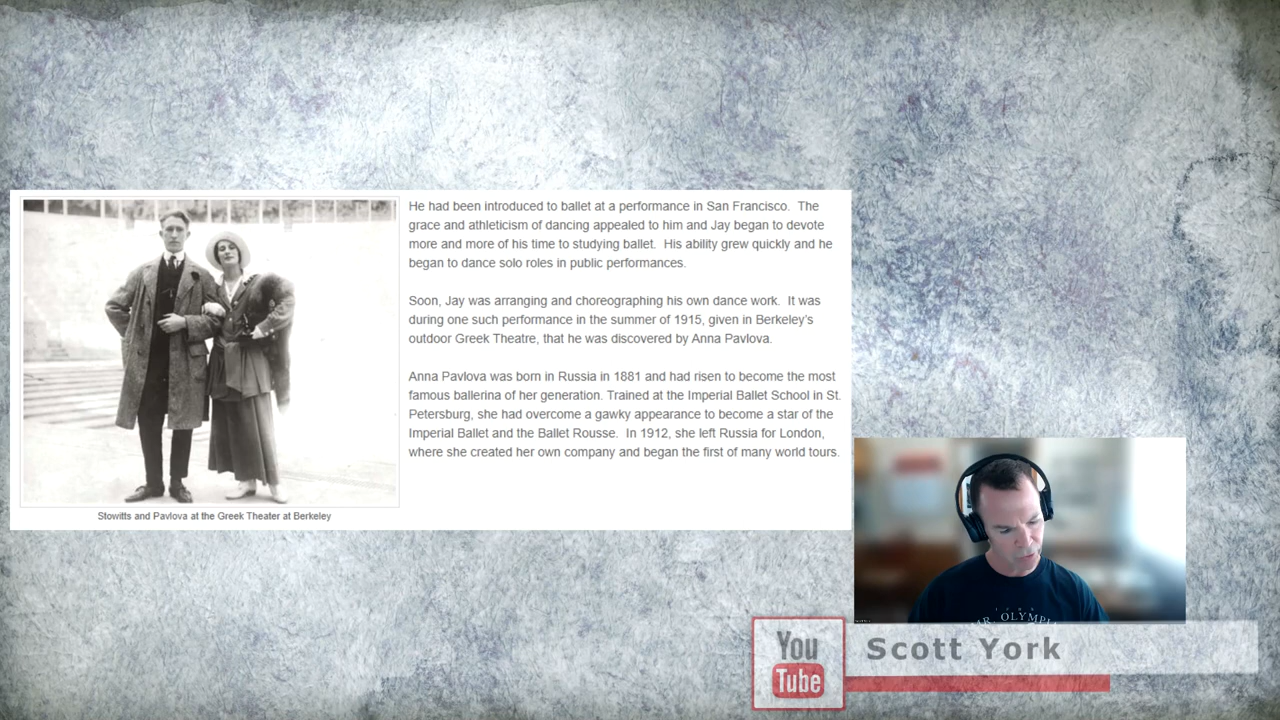 He had been introduced to ballet at a performance in San Francisco. The
grace and athleticism of dancing appealed to him and Jay began to devote
more and more of his time to studying ballet. His ability grew quickly and he
began to dance solo roles in public performances.
Soon, Jay was arranging and choreographing his own dance work. It was
during one such performance in the summer of 1915, given in Berkeley's
outdoor Greek Theatre, that he was discovered by Anna Pavlova.
Anna Pavlova was born in Russia in 1881 and had risen to become the most
famous ballerina of her generation. Trained at the Imperial Ballet School in St.
Petersburg, she had overcome a gawky appearance to become a star of the
Imperial Ballet and the Ballet Rousse. In 1912, she left Russia for London,
where she created her own company and began the first of many world tours.
Stowitts and Pavlova at the Greek Theater at Berkeley
MR. OLYMPI
You
Tube
Scott York